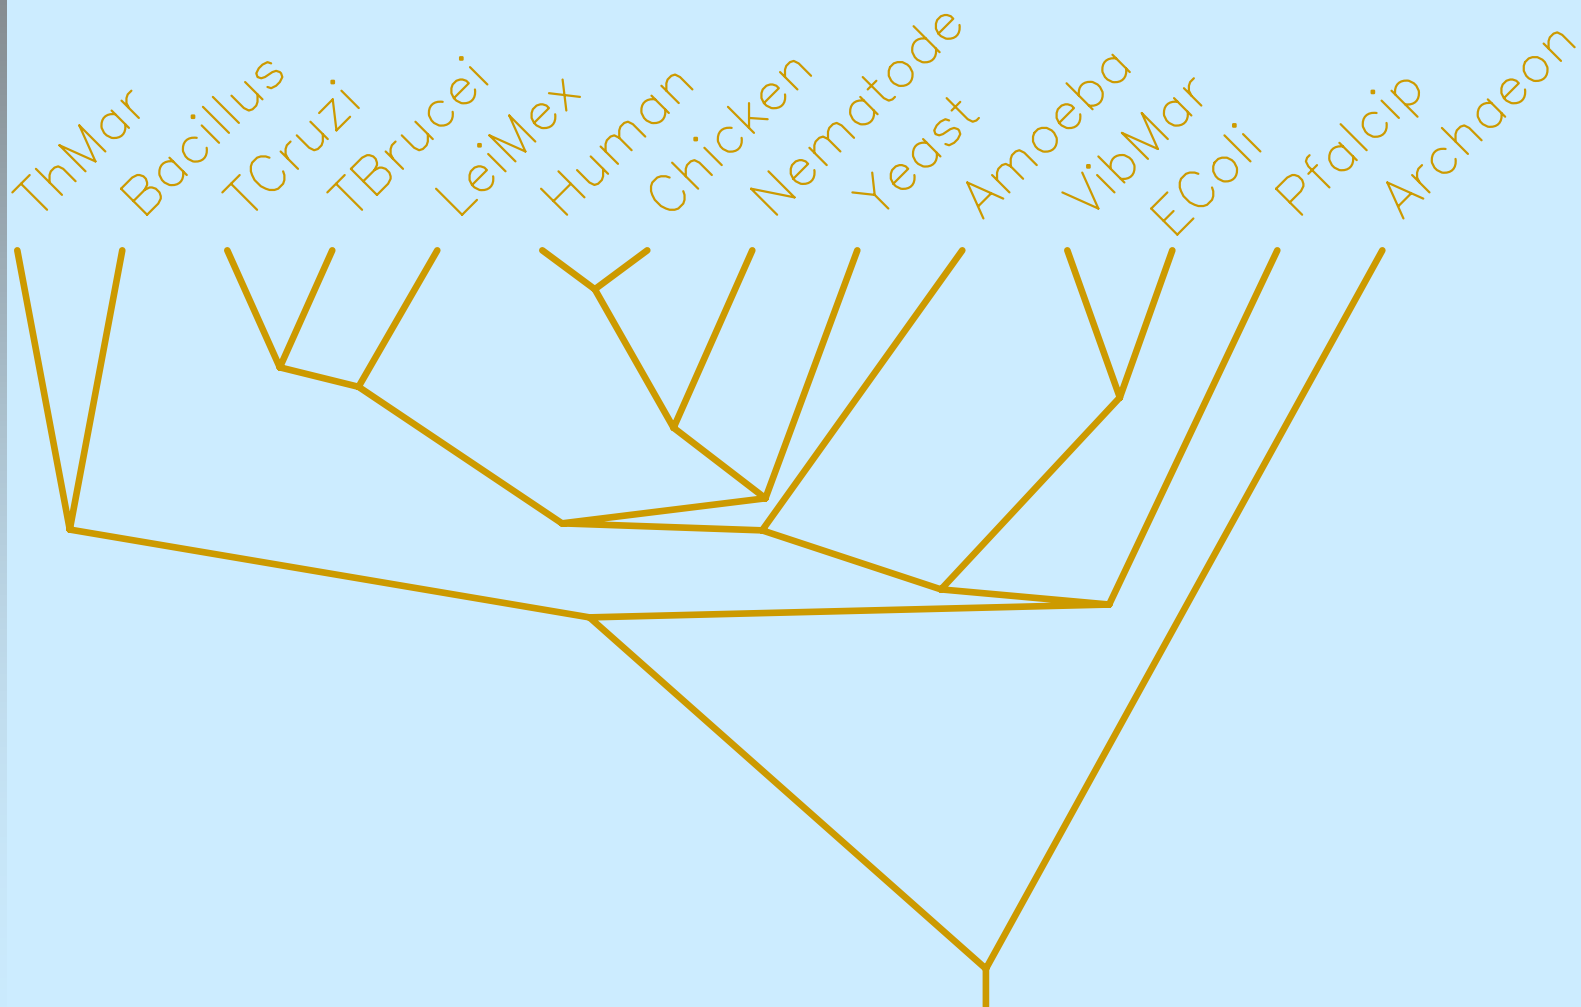 ThMar
Bacillus
TCruzi
TBrucei
LeiMex
Human
Chicken
Nematode
Yeast
Amoeba
VibMar
EColi
Pfalcip
Archaeon